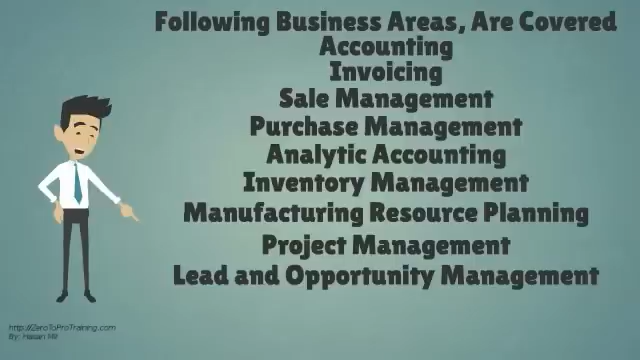 Following Business Areas, Are Covered
Accounting
Invoicing
Sale Management
Purchase Management
Analytic Accounting
Inventory Management
Manufacturing Resource Planning
Project Management
Lead and Opportunity Management
http://ZeroToProTraining.com
By: Hasan Mir